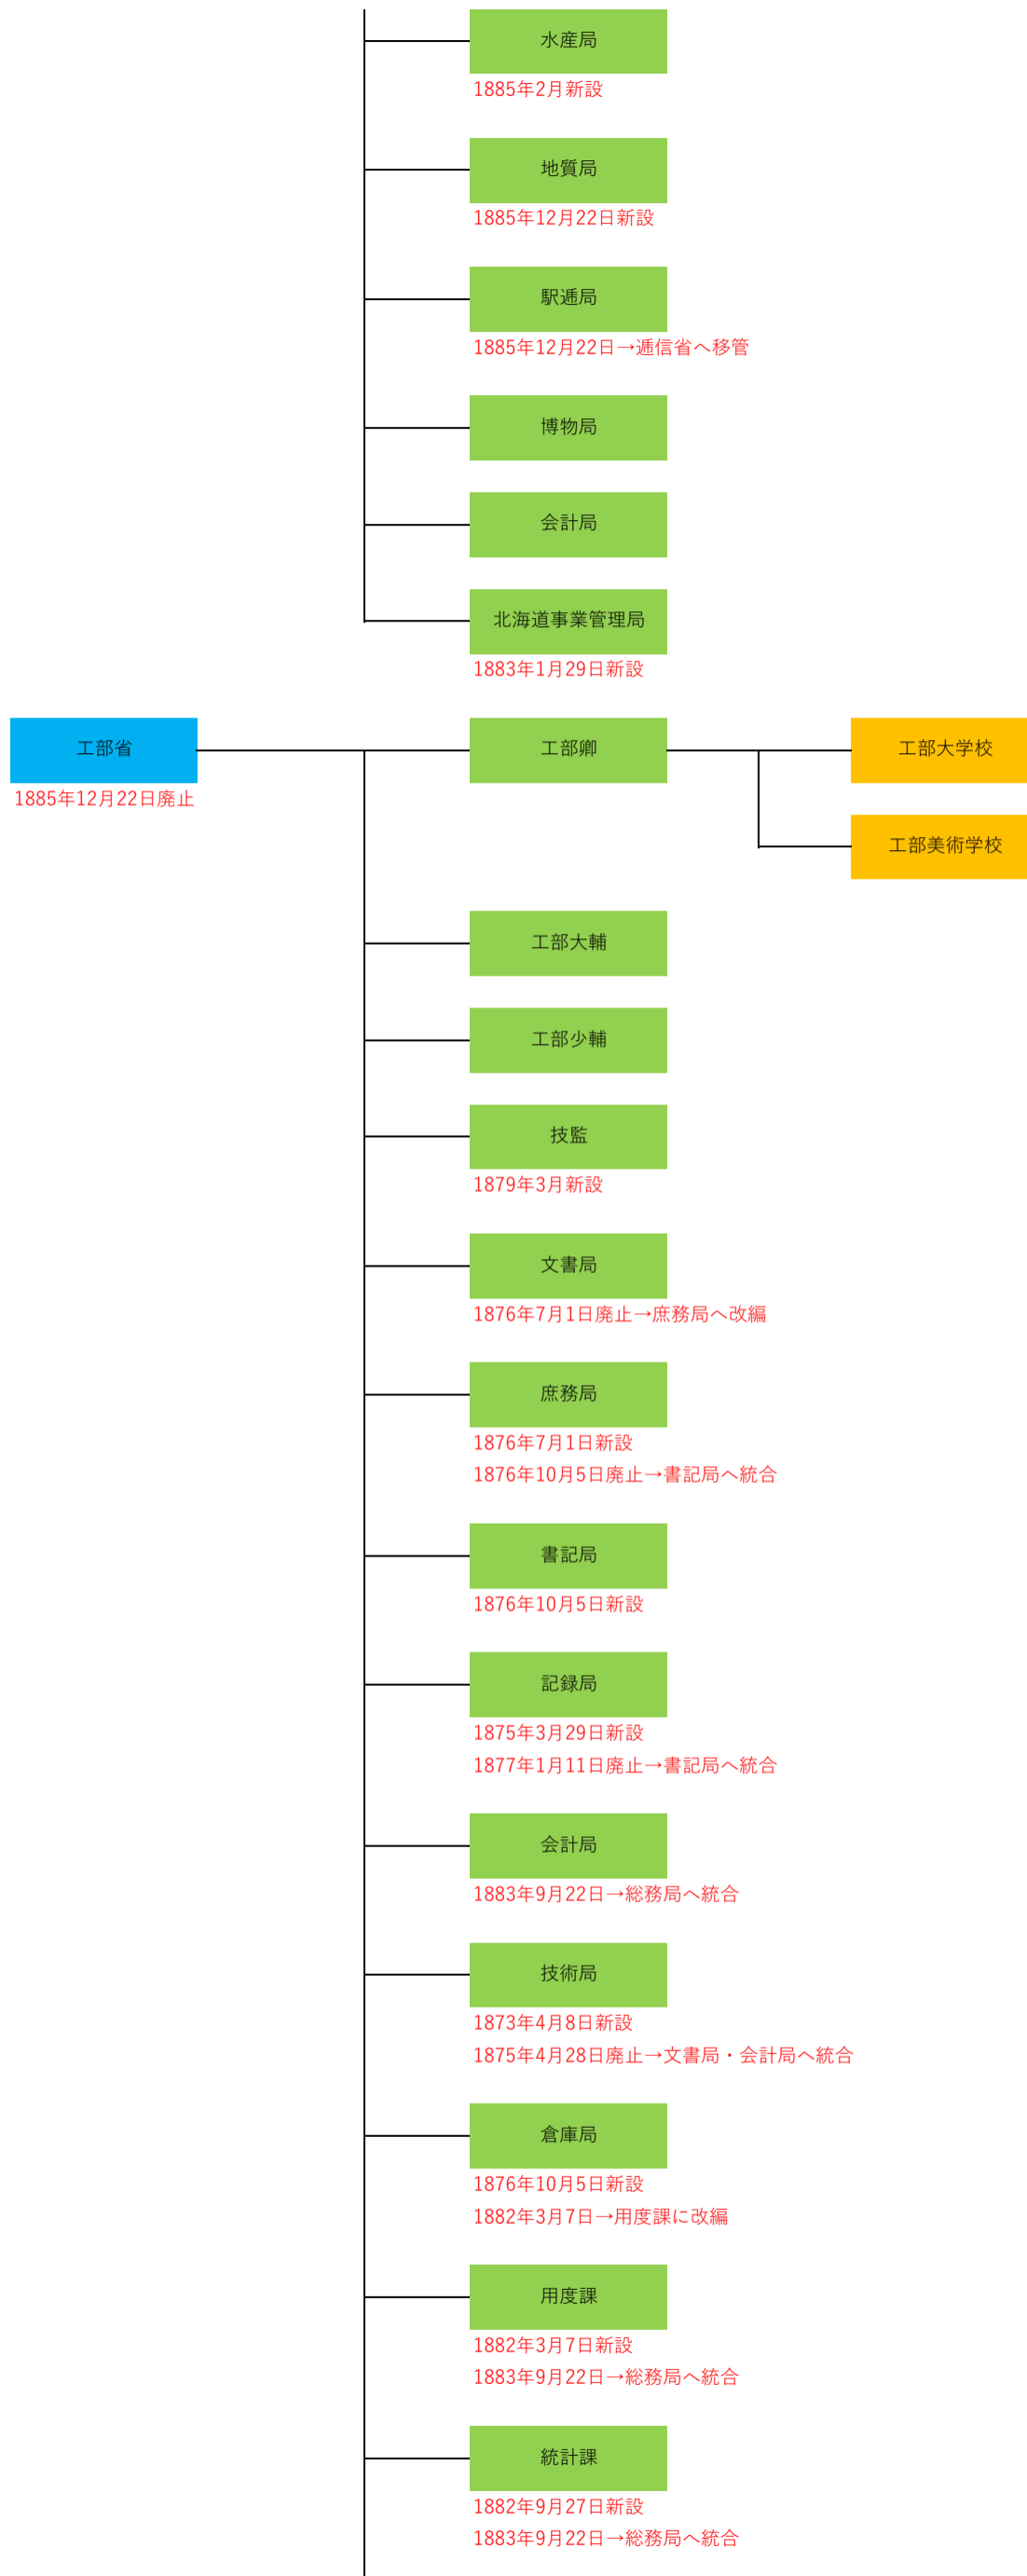 水産局
1885年2月新設
地質局
1885年12月22日新設
駅逓局
1885年12月22日→逓信省へ移管
博物局
会計局
北海道事業管理局
1883年1月29日新設
工部省
1885年12月22日廃止
工部卿
工部大学校
工部美術学校
工部大輔
工部少輔
技監
1879年3月新設
文書局
1876年7月1日廃止→庶務局へ改編
庶務局
1876年7月1日新設
1876年10月5日廃止→書記局へ統合
書記局
1876年10月5日新設
記録局
1875年3月29日新設
1877年1月11日廃止→書記局へ統合
会計局
1883年9月22日→総務局へ統合
技術局
1873年4月8日新設
1875年4月28日廃止→文書局・会計局へ統合
倉庫局
1876年10月5日新設
1882年3月7日→用度課に改編
用度課
1882年3月7日新設
1883年9月22日→総務局へ統合
統計課
1882年9月27日新設
1883年9月22日→総務局へ統合